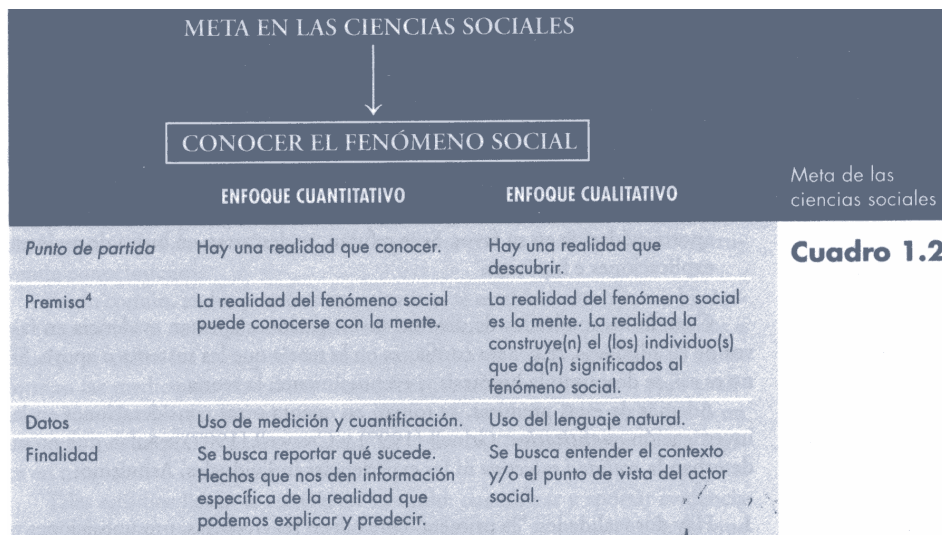 META EN LAS CIENCIAS SOCIALES
CONOCER EL FENÓMENO SOCIAL
ENFOQUE CUANTITATIVO
ENFOQUE CUALITATIVO
Meta de las
ciencias sociales
Cuadro 1.2
Punto de partida
Hay una realidad que conocer.
Hay una realidad que
descubrir.
Premisa⁴
La realidad del fenómeno social
puede conocerse con la mente.
La realidad del fenómeno social
es la mente. La realidad la
construye(n) el (los) individuo(s)
que da(n) significados al
fenómeno social.
Datos
Uso de medición y cuantificación.
Uso del lenguaje natural.
Finalidad
Se busca reportar qué sucede.
Hechos que nos den información
específica de la realidad que
podemos explicar y predecir.
Se busca entender el contexto
y/o el punto de vista del actor
social.